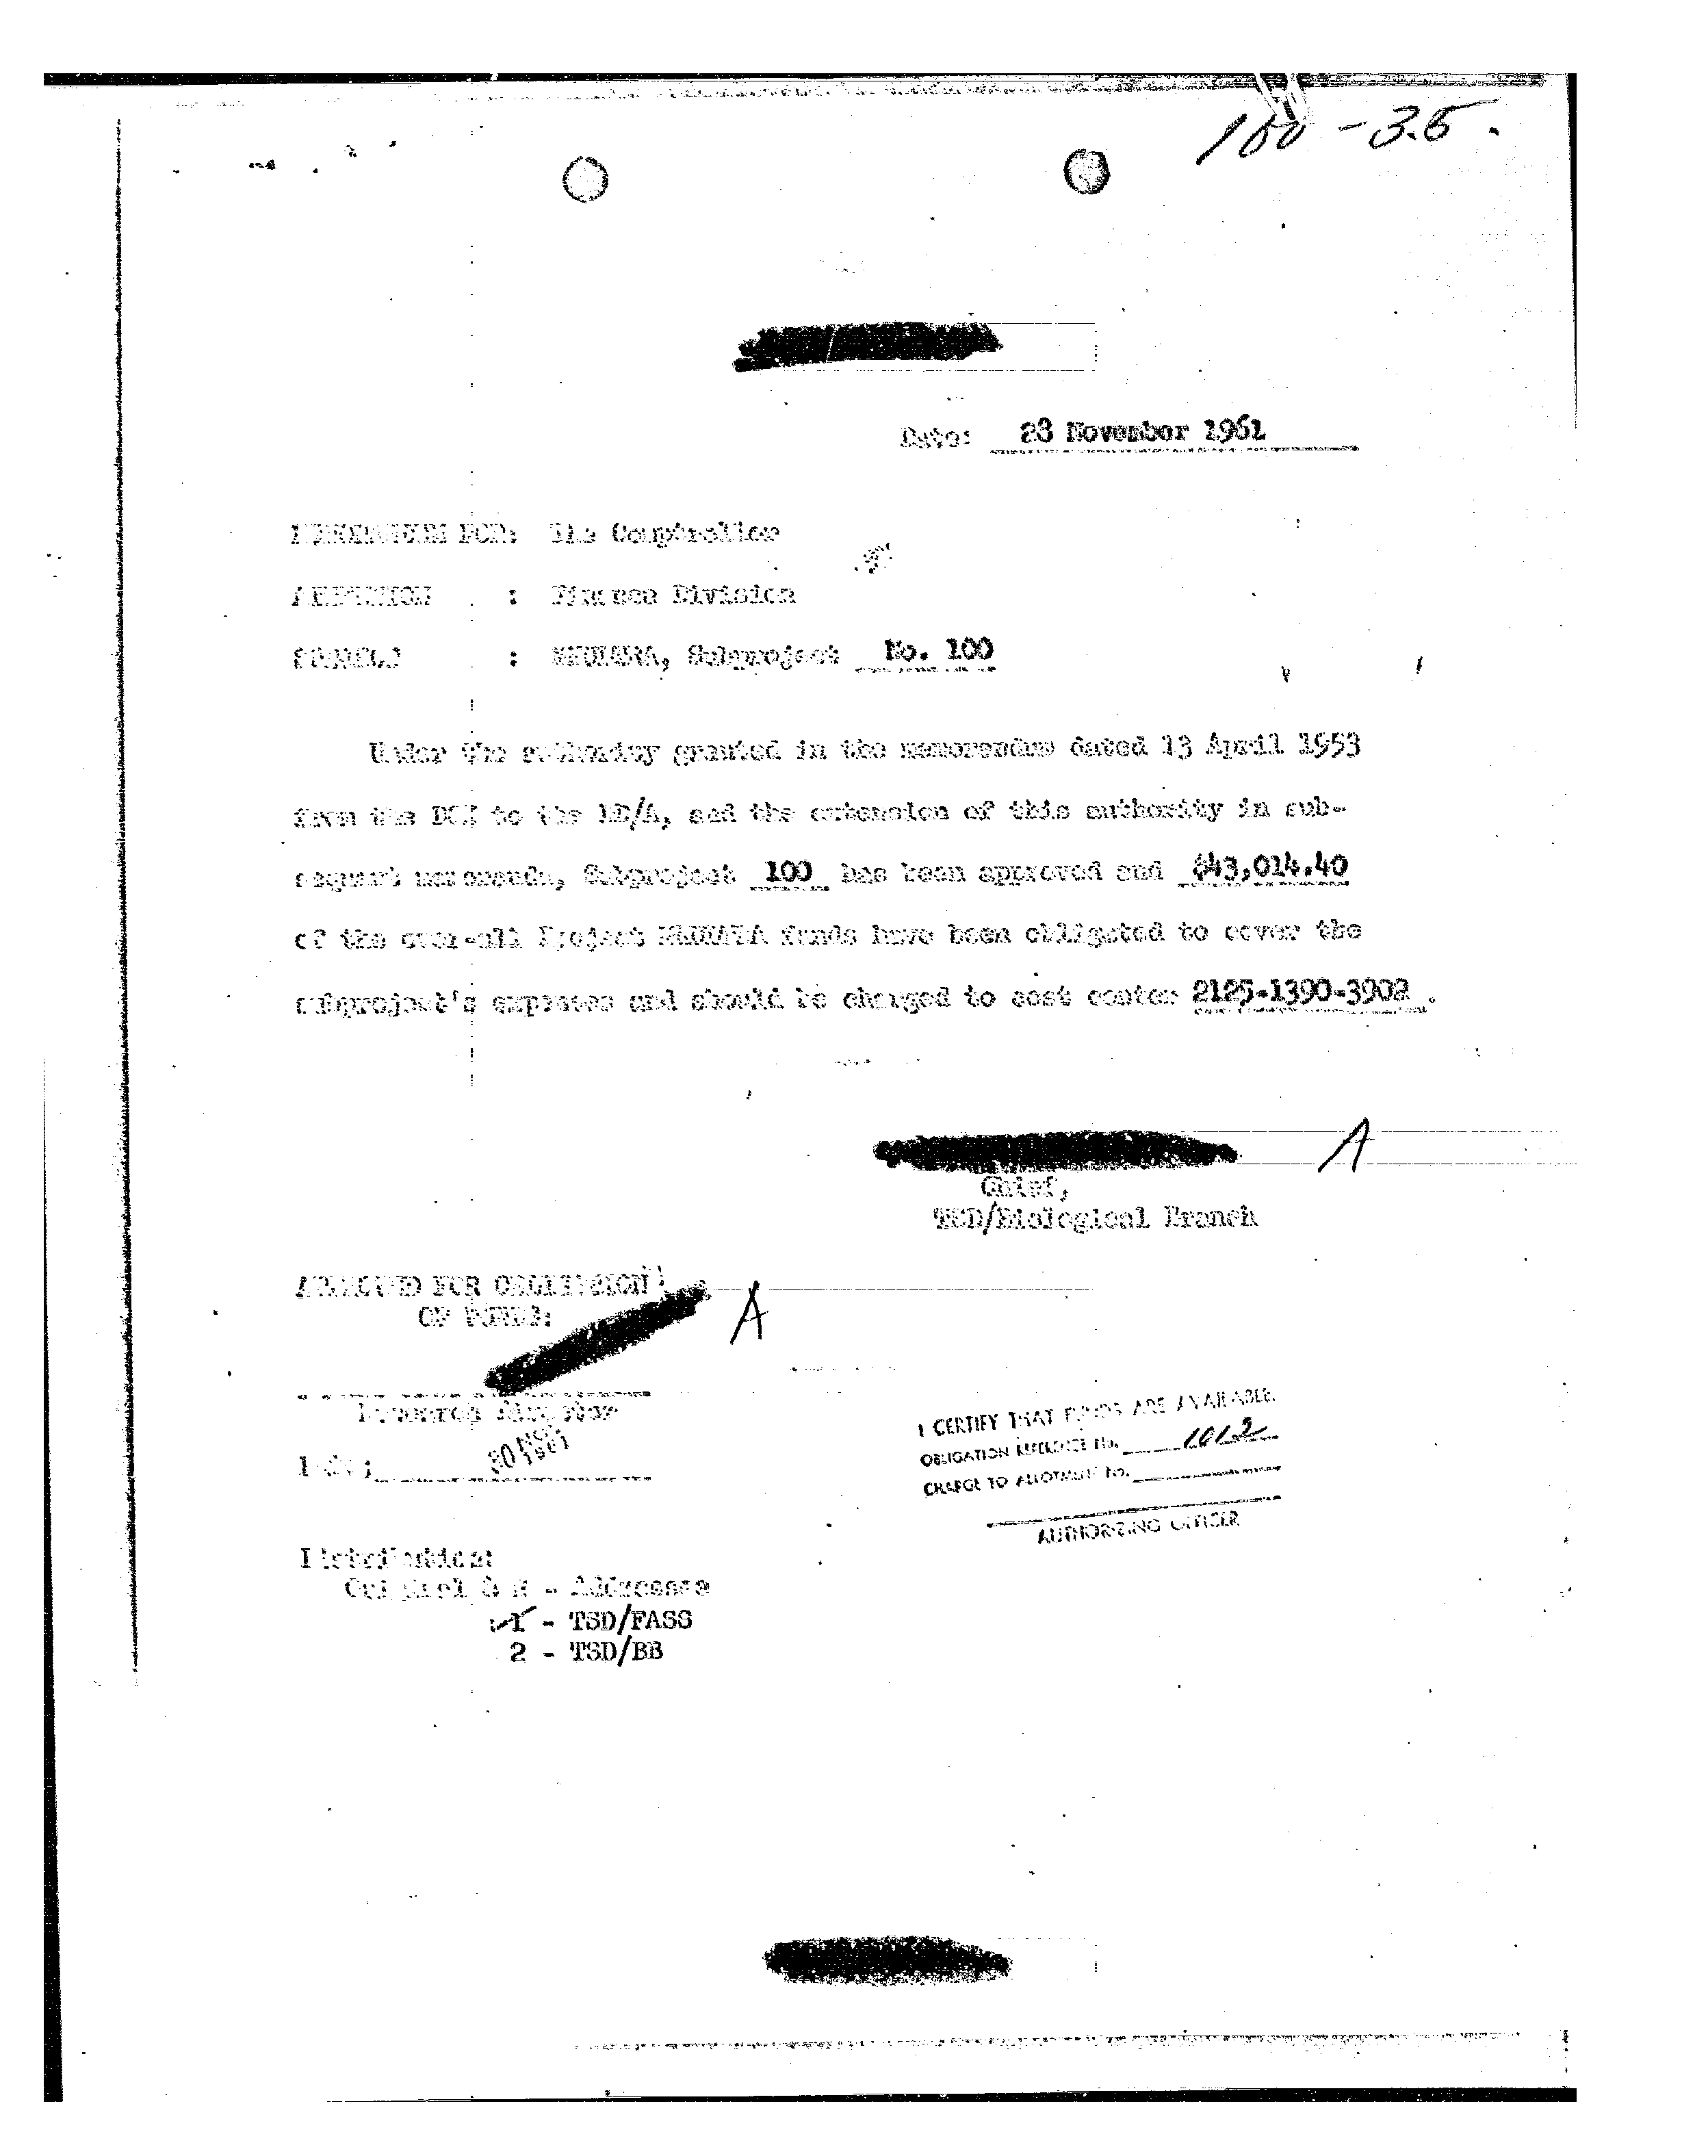 100-35.
Date: 28 November 1961
MEMORANDUM FOR: The Comptroller
ATTENTION : Finance Division
SUBJECT : MKULTRA, Subproject No. 100
Under the authority granted in the memorandum dated 13 April 1953
from the DCI to the DD/A, and the extension of this authority in sub-
sequent memoranda, Subproject 100 has been approved and $43,014.40
of the over-all Project MKULTRA funds have been obligated to cover the
subproject's expenses and should be charged to cost center 2125-1390-3902.
A
Chief,
TSD/Biological Branch
APPROVED FOR OBLIGATION
OF FUNDS:
A
Research Director
Date: 30 NOV 1961
I CERTIFY THAT FUNDS ARE AVAILABLE
OBLIGATION REFERENCE No. 1012
CHARGE TO ALLOTMENT No.
AUTHORIZING OFFICER
Distribution:
Original & 2 - Addressee
1 - TSD/FASS
2 - TSD/BB